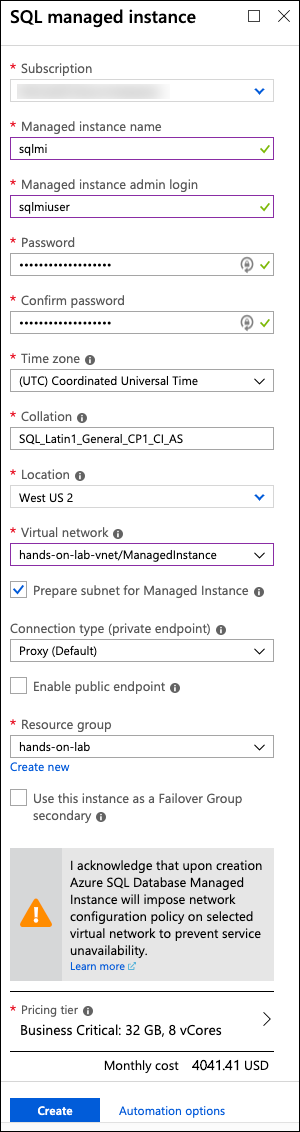 SQL managed instance
* Subscription
* Managed instance name
sqlmi
* Managed instance admin login
sqlmiuser
* Password
•••••••••••••••••••
* Confirm password
•••••••••••••••••••
* Time zone
(UTC) Coordinated Universal Time
* Collation
SQL_Latin1_General_CP1_CI_AS
* Location
West US 2
* Virtual network
hands-on-lab-vnet/ManagedInstance
Prepare subnet for Managed Instance
Connection type (private endpoint)
Proxy (Default)
Enable public endpoint
* Resource group
hands-on-lab
Create new
Use this instance as a Failover Group
secondary
I acknowledge that upon creation
Azure SQL Database Managed
Instance will impose network
configuration policy on selected
virtual network to prevent service
unavailability.
Learn more
* Pricing tier
Business Critical: 32 GB, 8 vCores
Monthly cost 4041.41 USD
Create Automation options